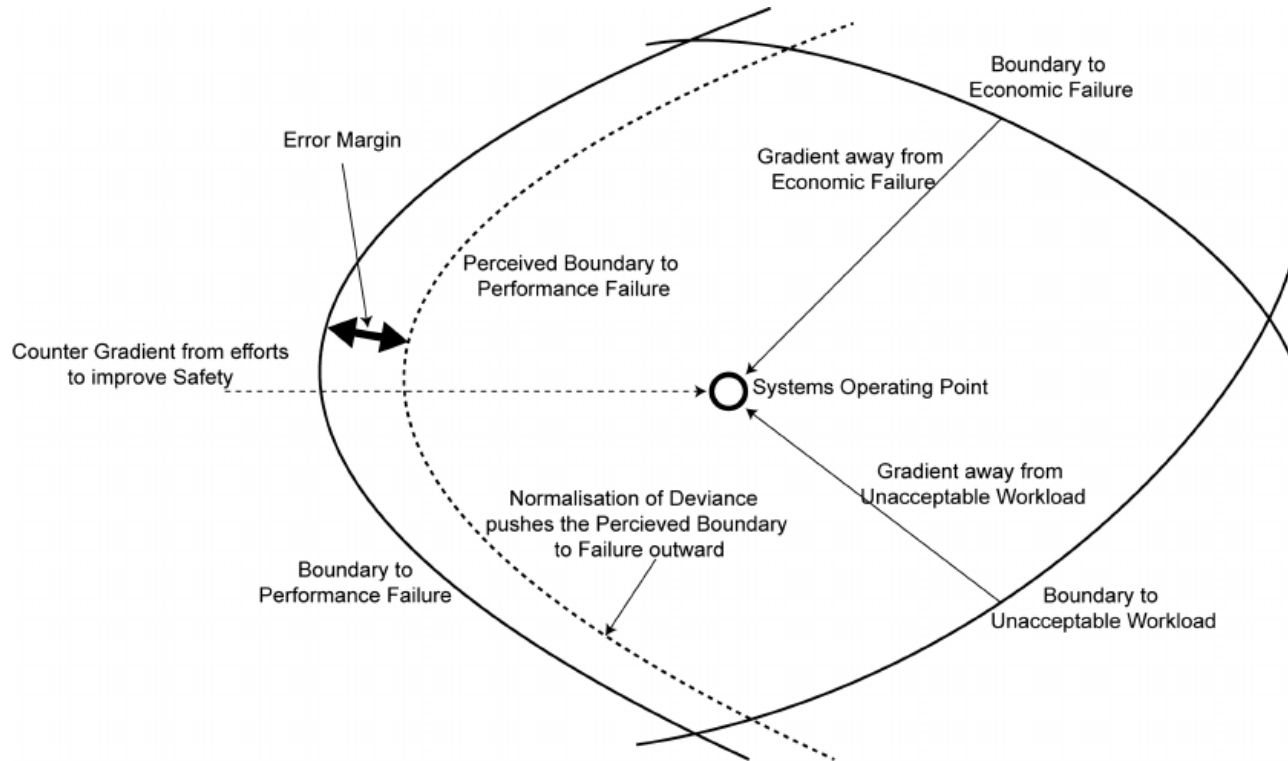 Boundary to
Economic Failure
Error Margin
Gradient away from
Economic Failure
Perceived Boundary to
Performance Failure
Counter Gradient from efforts
to improve Safety
Systems Operating Point
Gradient away from
Unacceptable Workload
Normalisation of Deviance
pushes the Percieved Boundary
to Failure outward
Boundary to
Performance Failure
Boundary to
Unacceptable Workload